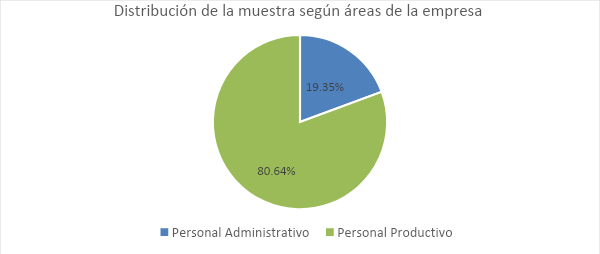 Distribución de la muestra según áreas de la empresa
19.35%
80.64%
Personal Administrativo Personal Productivo